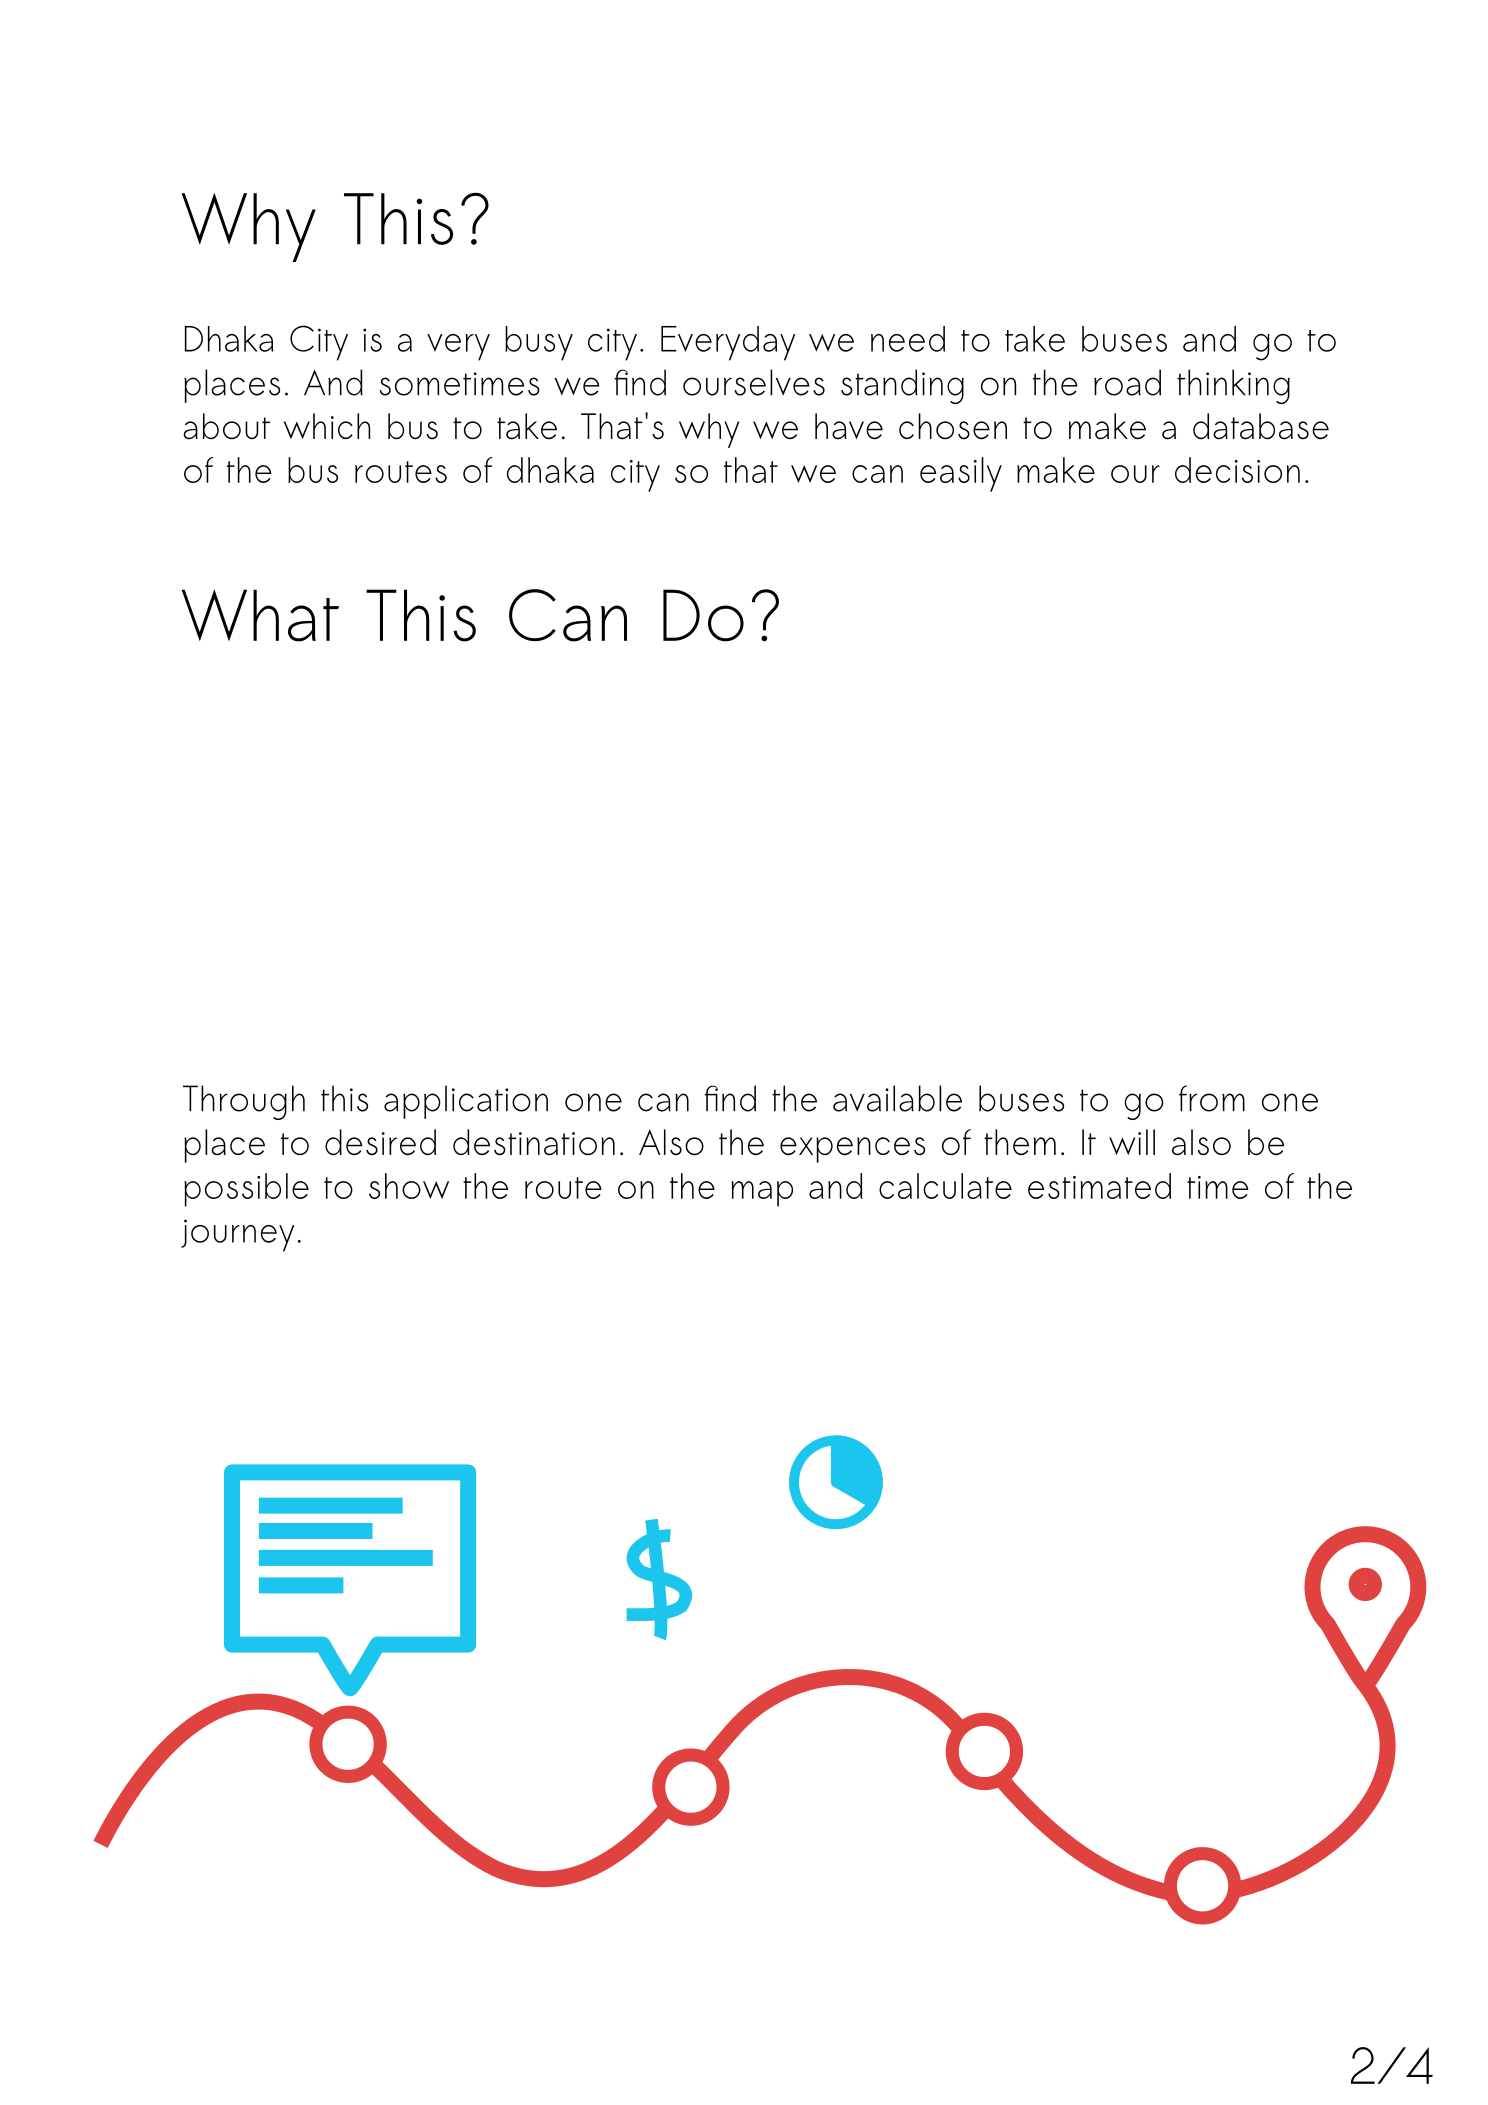 Why This?
Dhaka City is a very busy city. Everyday we need to take buses and go to
places. And sometimes we find ourselves standing on the road thinking
about which bus to take. That's why we have chosen to make a database
of the bus routes of dhaka city so that we can easily make our decision.
What This Can Do?
Through this application one can find the available buses to go from one
place to desired destination. Also the expences of them. It will also be
possible to show the route on the map and calculate estimated time of the
journey.
$
2/4